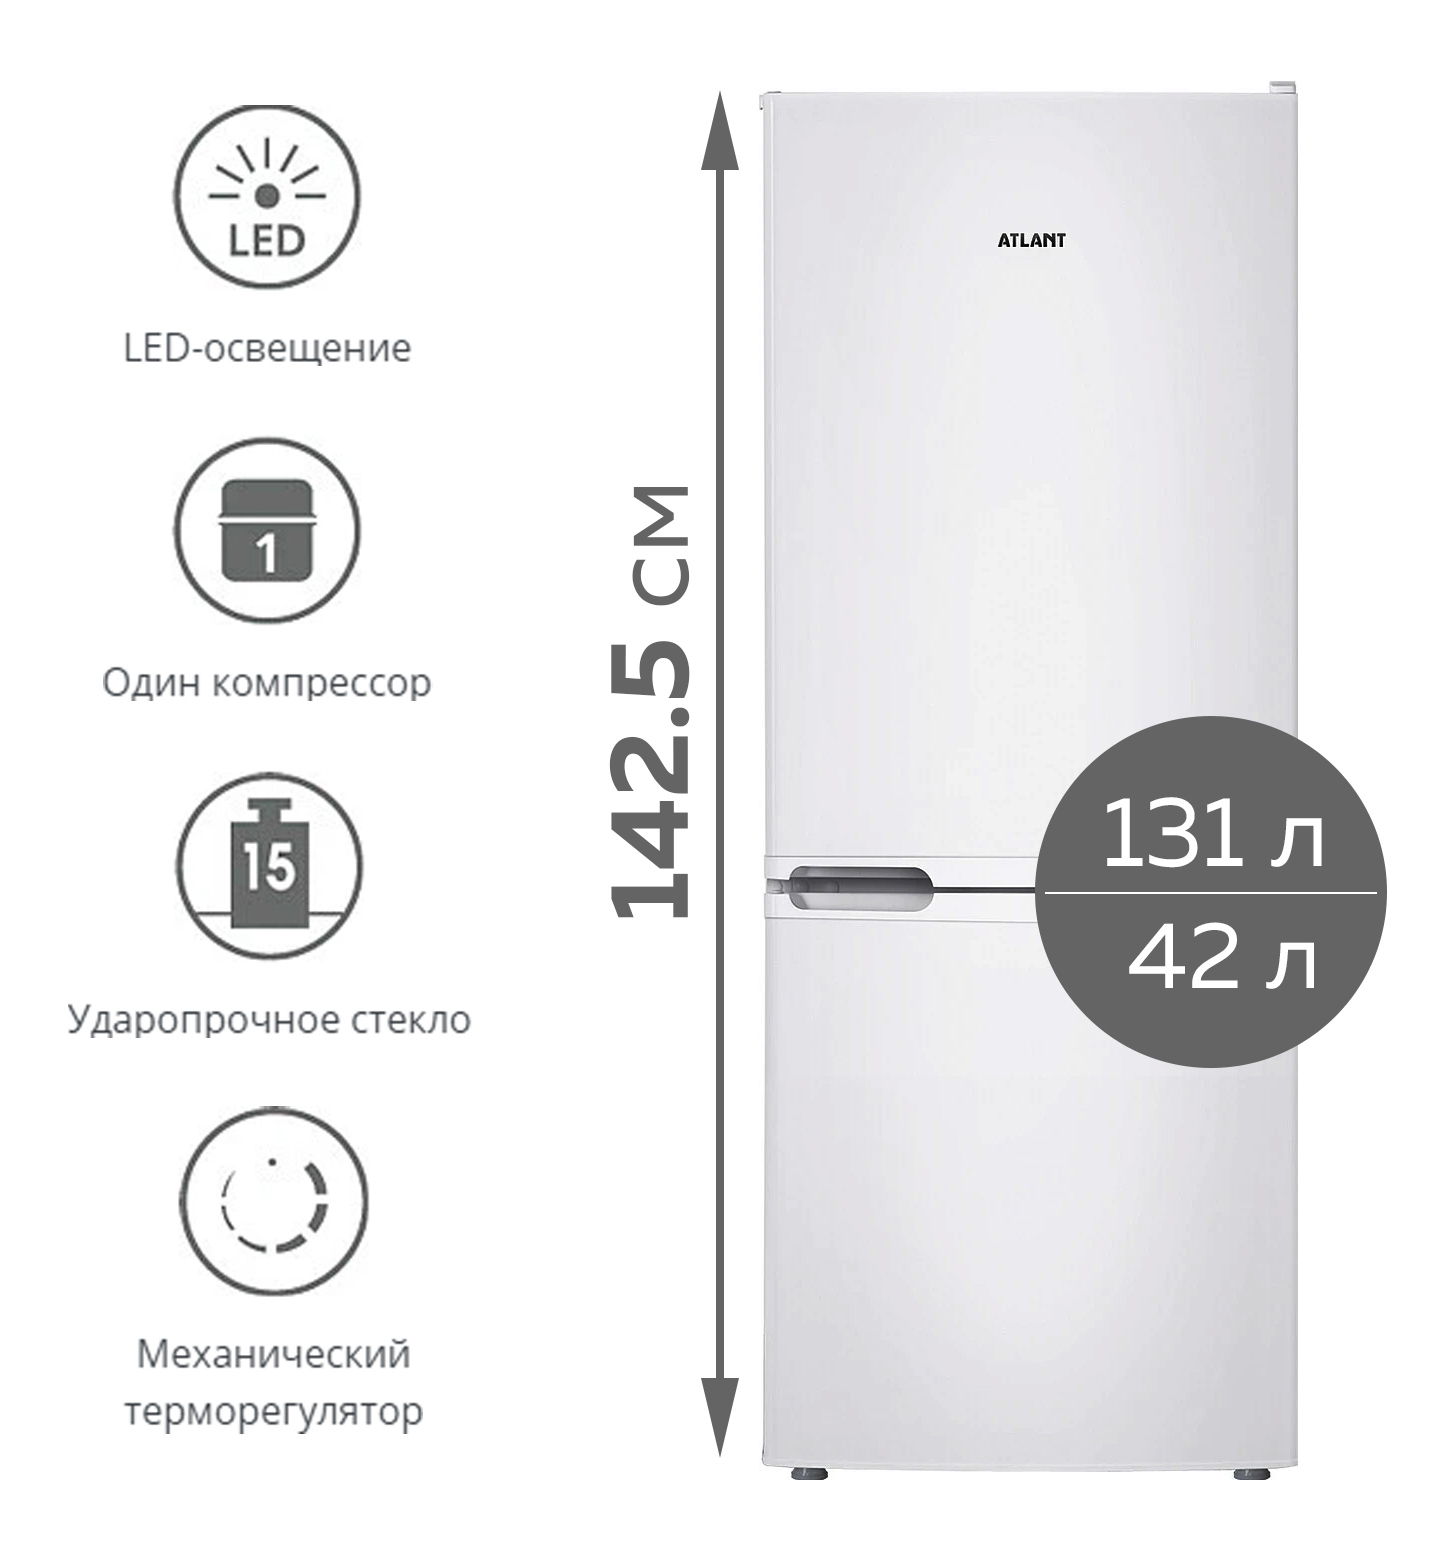 LED
LED-освещение
1
Один компрессор
15
Ударопрочное стекло
Механический
терморегулятор
142.5 см
ATLANT
131 л
42 л